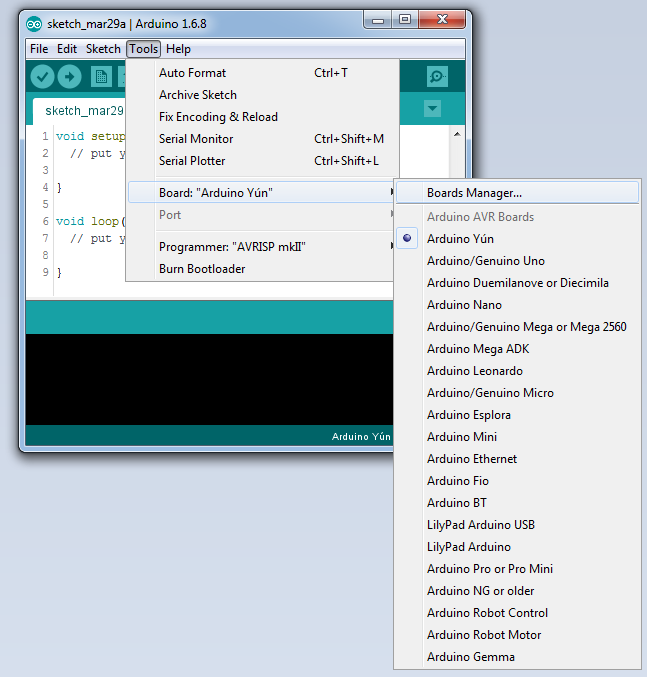 sketch_mar29a | Arduino 1.6.8
File Edit Sketch Tools Help
sketch_mar29
1 void setup
2 // put y
3
4 }
5
6 void loop(
7 // put y
8
9 }
Auto Format Ctrl+T
Archive Sketch
Fix Encoding & Reload
Serial Monitor Ctrl+Shift+M
Serial Plotter Ctrl+Shift+L
Board: "Arduino Yún"
Port
Programmer: "AVRISP mkII"
Burn Bootloader
Boards Manager...
Arduino AVR Boards
Arduino Yún
Arduino/Genuino Uno
Arduino Duemilanove or Diecimila
Arduino Nano
Arduino/Genuino Mega or Mega 2560
Arduino Mega ADK
Arduino Leonardo
Arduino/Genuino Micro
Arduino Esplora
Arduino Mini
Arduino Ethernet
Arduino Fio
Arduino BT
LilyPad Arduino USB
LilyPad Arduino
Arduino Pro or Pro Mini
Arduino NG or older
Arduino Robot Control
Arduino Robot Motor
Arduino Gemma
Arduino Yún